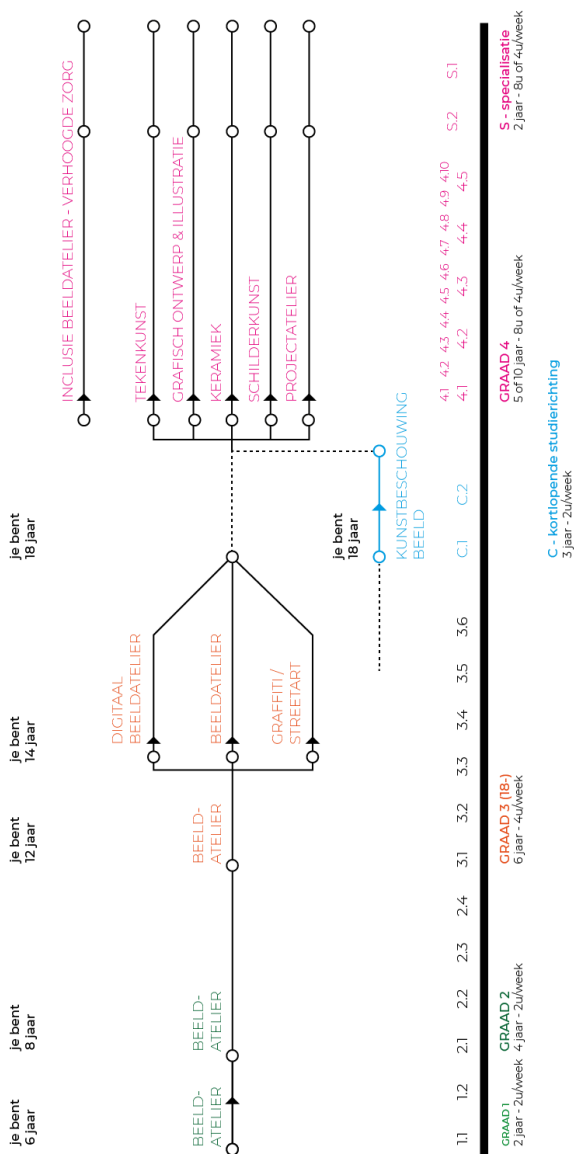 je bent
6 jaar
je bent
8 jaar
je bent
12 jaar
je bent
14 jaar
je bent
18 jaar
INCLUSIE BEELDATELIER - VERHOOGDE ZORG
DIGITAAL
BEELDATELIER
TEKENKUNST
GRAFISCH ONTWERP & ILLUSTRATIE
BEELD-
ATELIER
BEELD-
ATELIER
BEELD-
ATELIER
BEELDATELIER
KERAMIEK
SCHILDERKUNST
GRAFFITI /
STREETART
PROJECTATELIER
je bent
18 jaar
KUNSTBESCHOUWING
BEELD
4.1 4.2 4.3 4.4 4.5 4.6 4.7 4.8 4.9 4.10
1.1 1.2 2.1 2.2 2.3 2.4 3.1 3.2 3.3 3.4 3.5 3.6 C.1 C.2 4.1 4.2 4.3 4.4 4.5 S.2 S.1
GRAAD 1
2 jaar - 2u/week
GRAAD 2
4 jaar - 2u/week
GRAAD 3 (18-)
6 jaar - 4u/week
GRAAD 4
5 of 10 jaar - 8u of 4u/week
S - specialisatie
2 jaar - 8u of 4u/week
C - kortlopende studierichting
3 jaar - 2u/week